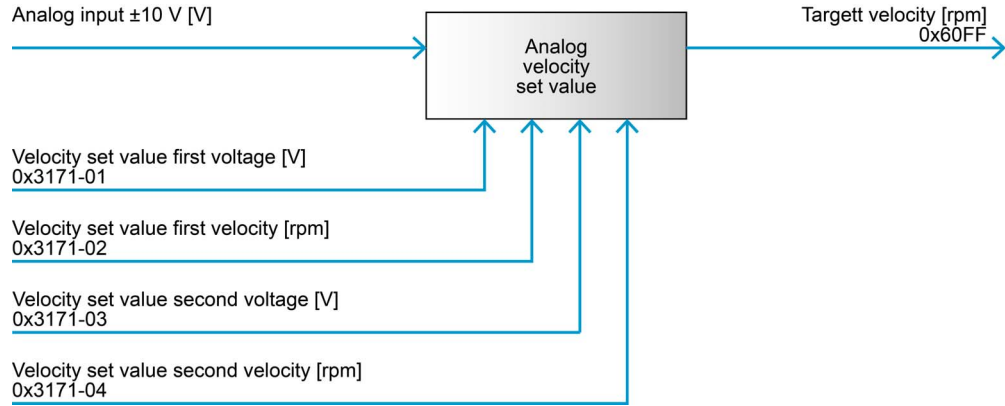 Analog input ±10 V [V]
Targett velocity [rpm]
0x60FF
Analog
velocity
set value
Velocity set value first voltage [V]
0x3171-01
Velocity set value first velocity [rpm]
0x3171-02
Velocity set value second voltage [V]
0x3171-03
Velocity set value second velocity [rpm]
0x3171-04